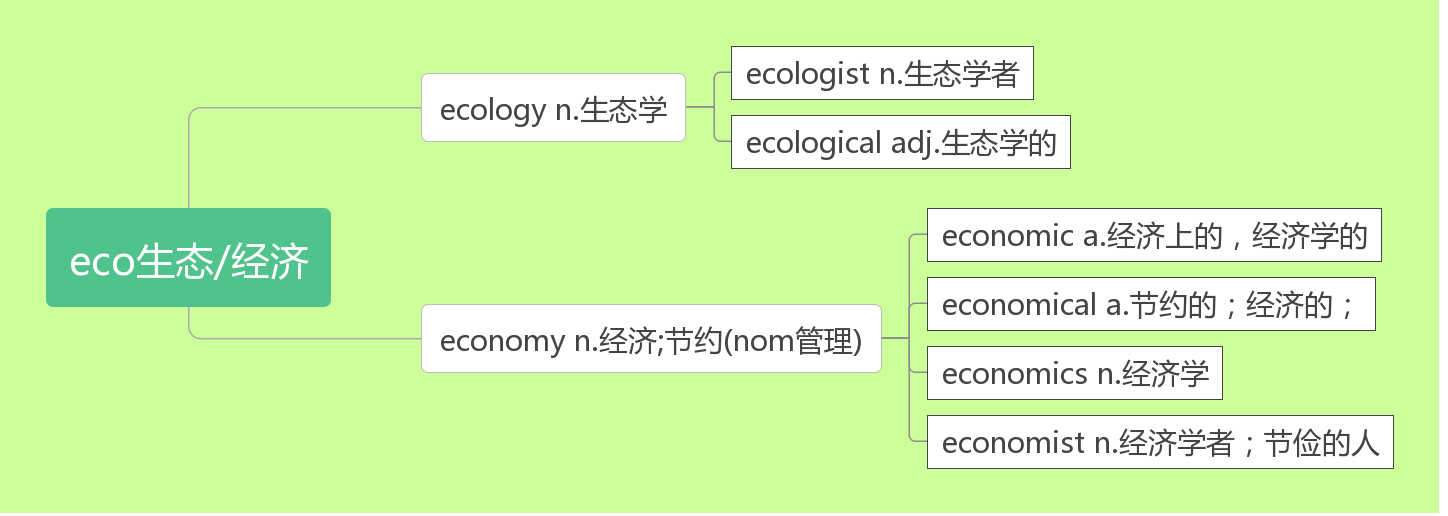 eco生态/经济
ecology n.生态学
ecologist n.生态学者
ecological adj.生态学的
economy n.经济;节约(nom管理)
economic a.经济上的，经济学的
economical a.节约的；经济的；
economics n.经济学
economist n.经济学者；节俭的人